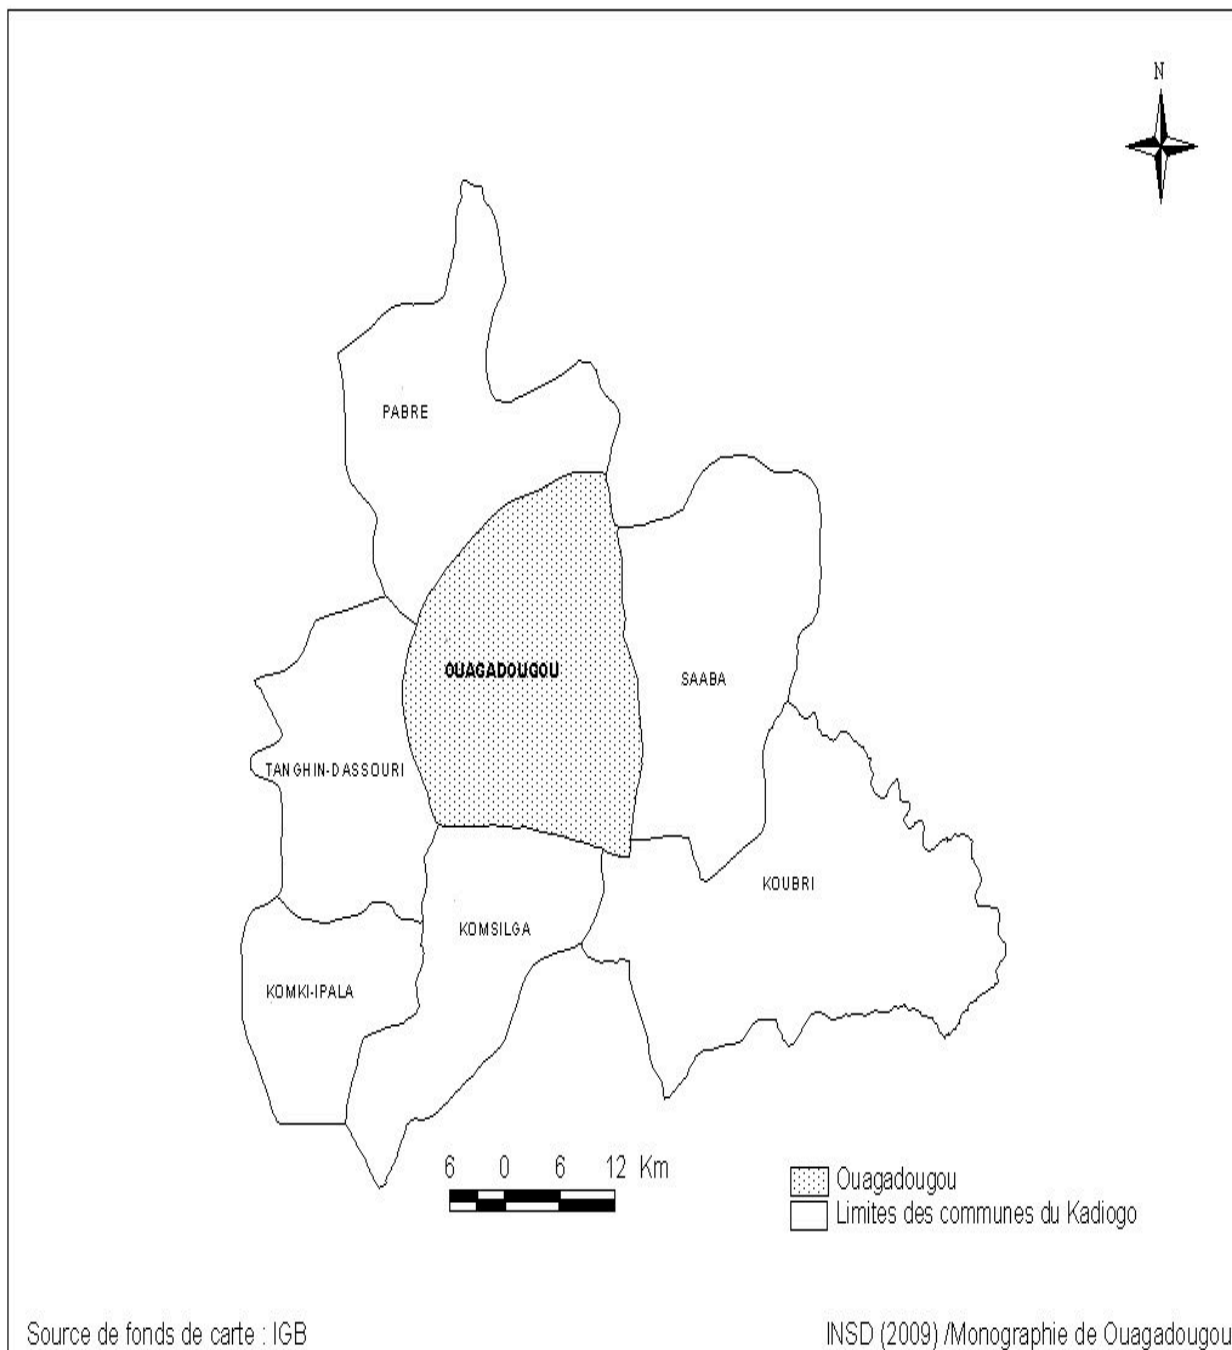 N
PABRE
OUAGADOUGOU
SAABA
TANGHIN-DASSOURI
KOUBRI
KOMSILGA
KOMKI-IPALA
6 0 6 12 Km
Ouagadougou
Limites des communes du Kadiogo
Source de fonds de carte : IGB
INSD (2009) /Monographie de Ouagadougou